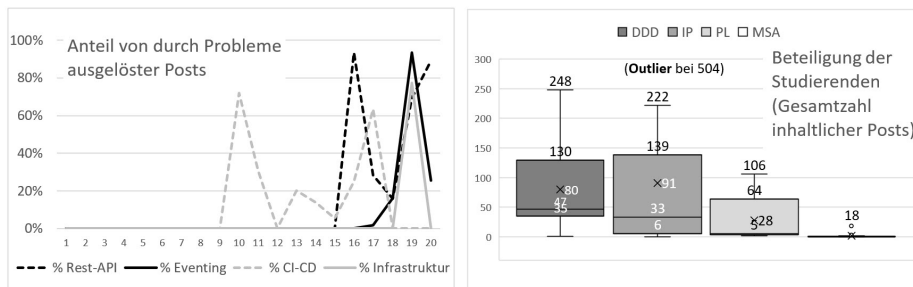 Anteil von durch Probleme
ausgelöster Posts
100%
80%
60%
40%
20%
0%
1 2 3 4 5 6 7 8 9 10 11 12 13 14 15 16 17 18 19 20
% Rest-API % Eventing % CI-CD % Infrastruktur
DDD IP PL MSA
Beteiligung der
Studierenden
(Gesamtzahl
inhaltlicher Posts)
(Outlier bei 504)
300
250
200
150
100
50
0
248
130
80
47
35
222
139
91
33
6
106
64
28
5
18